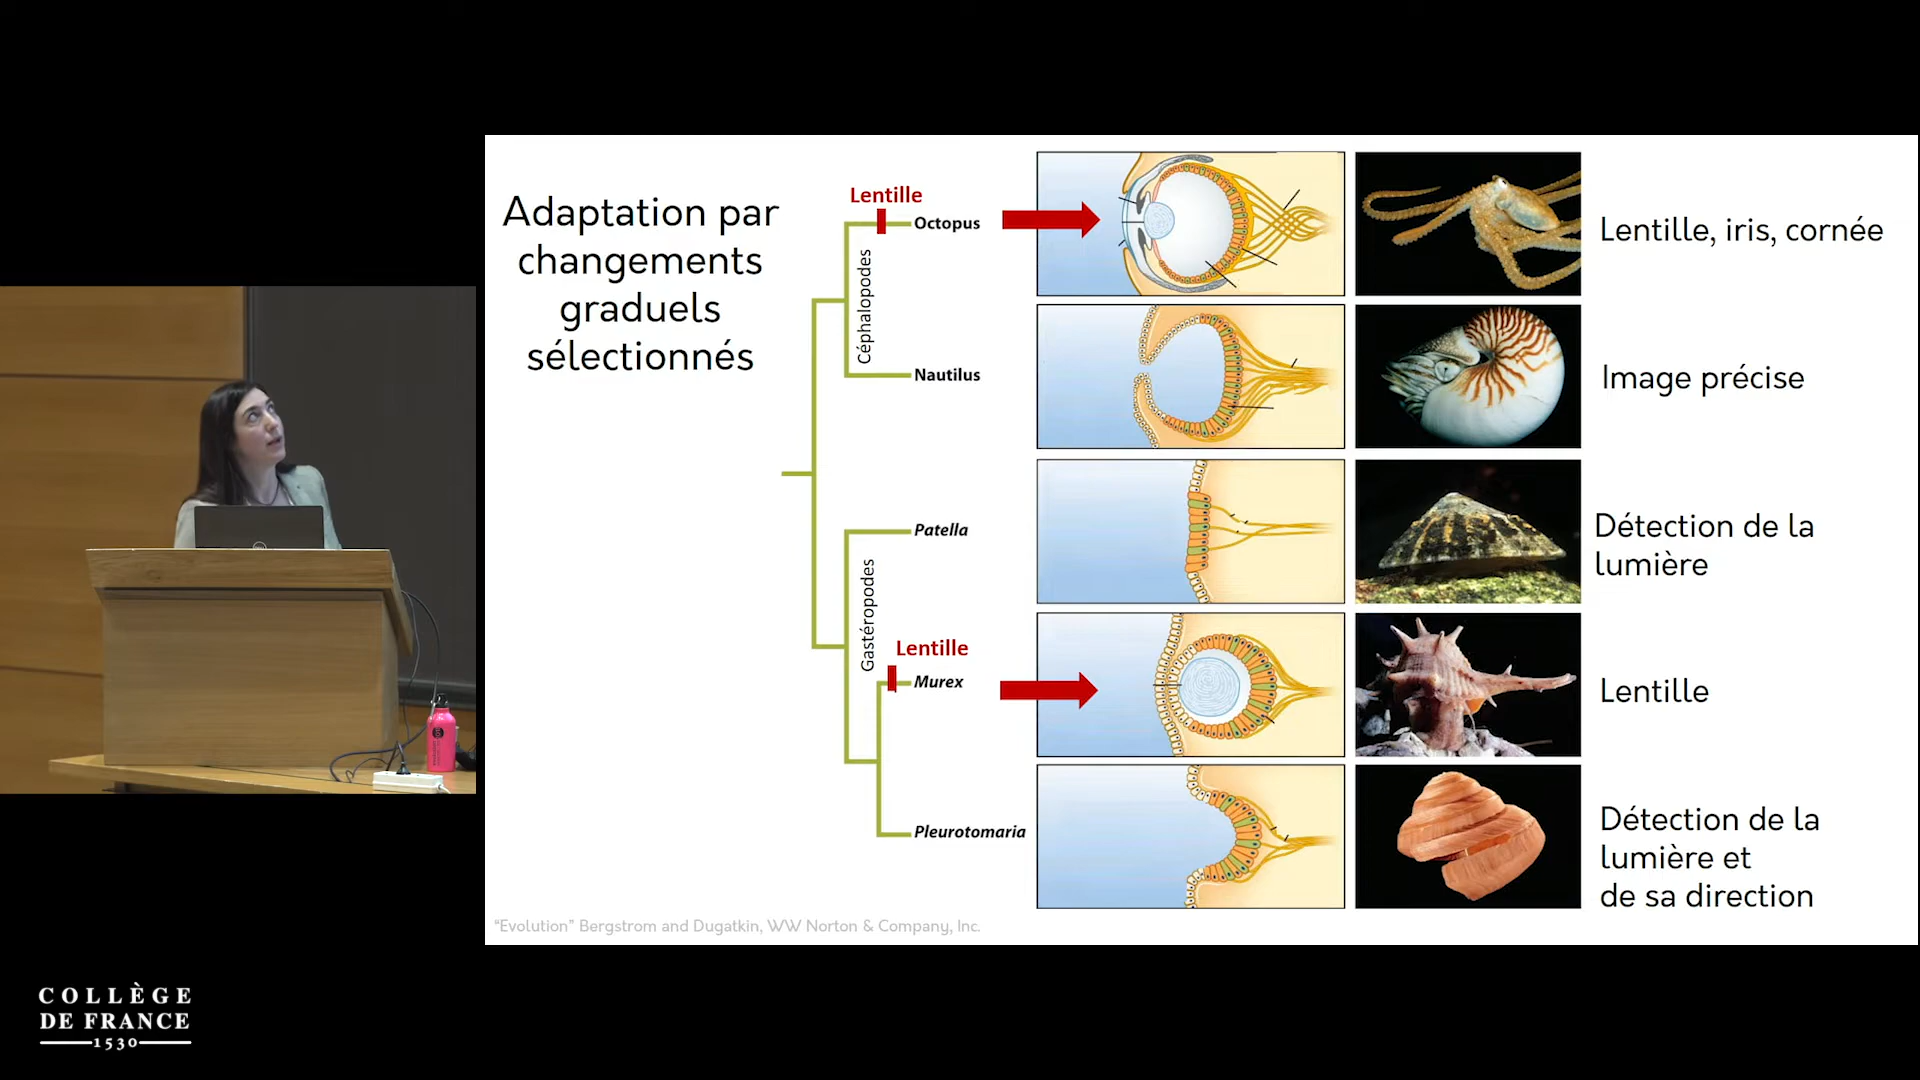 Adaptation par
changements
graduels
sélectionnés
Lentille
Octopus
Céphalopodes
Nautilus
Patella
Gastéropodes
Lentille
Murex
Pleurotomaria
Lentille, iris, cornée
Image précise
Détection de la
lumière
Lentille
Détection de la
lumière et
de sa direction
“Evolution” Bergstrom and Dugatkin, WW Norton & Company, Inc.
COLLÈGE
DE FRANCE
1530